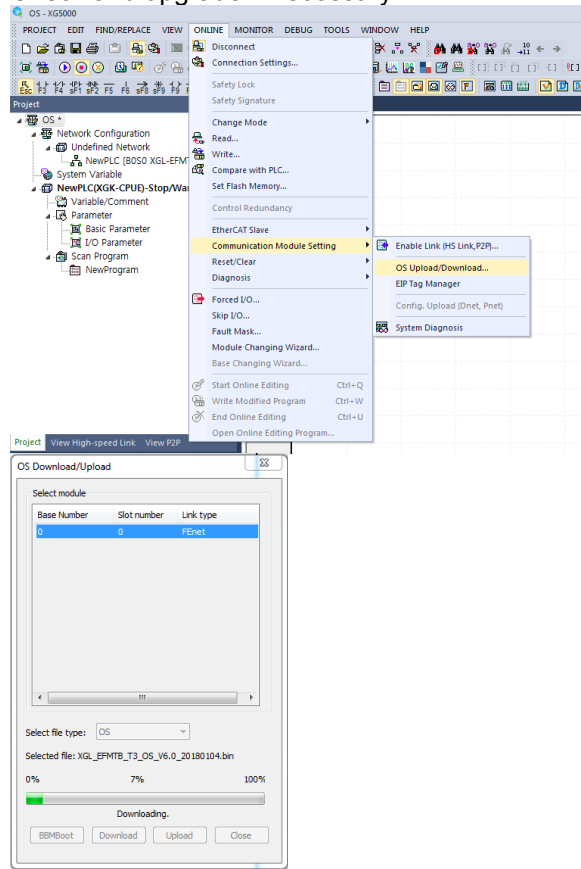 OS - XG5000
PROJECT EDIT FIND/REPLACE VIEW ONLINE MONITOR DEBUG TOOLS WINDOW HELP
Project
OS *
Network Configuration
Undefined Network
NewPLC [B0S0 XGL-EFM
System Variable
NewPLC(XGK-CPUE)-Stop/Wa
Variable/Comment
Parameter
Basic Parameter
I/O Parameter
Scan Program
NewProgram
Disconnect
Connection Settings...
Safety Lock
Safety Signature
Change Mode
Read...
Write...
Compare with PLC...
Set Flash Memory...
Control Redundancy
EtherCAT Slave
Communication Module Setting
Reset/Clear
Diagnosis
Forced I/O...
Skip I/O...
Fault Mask...
Module Changing Wizard...
Base Changing Wizard...
Start Online Editing Ctrl+Q
Write Modified Program Ctrl+W
End Online Editing Ctrl+U
Open Online Editing Program...
Enable Link (HS Link,P2P)...
OS Upload/Download...
EIP Tag Manager
Config. Upload (Dnet, Pnet)
System Diagnosis
Project View High-speed Link View P2P
OS Download/Upload
Select module
Base Number Slot number Link type
0 0 FEnet
Select file type: OS
Selected file: XGL_EFMTB_T3_OS_V6.0_20180104.bin
0% 7% 100%
Downloading.
BBMBoot Download Upload Close